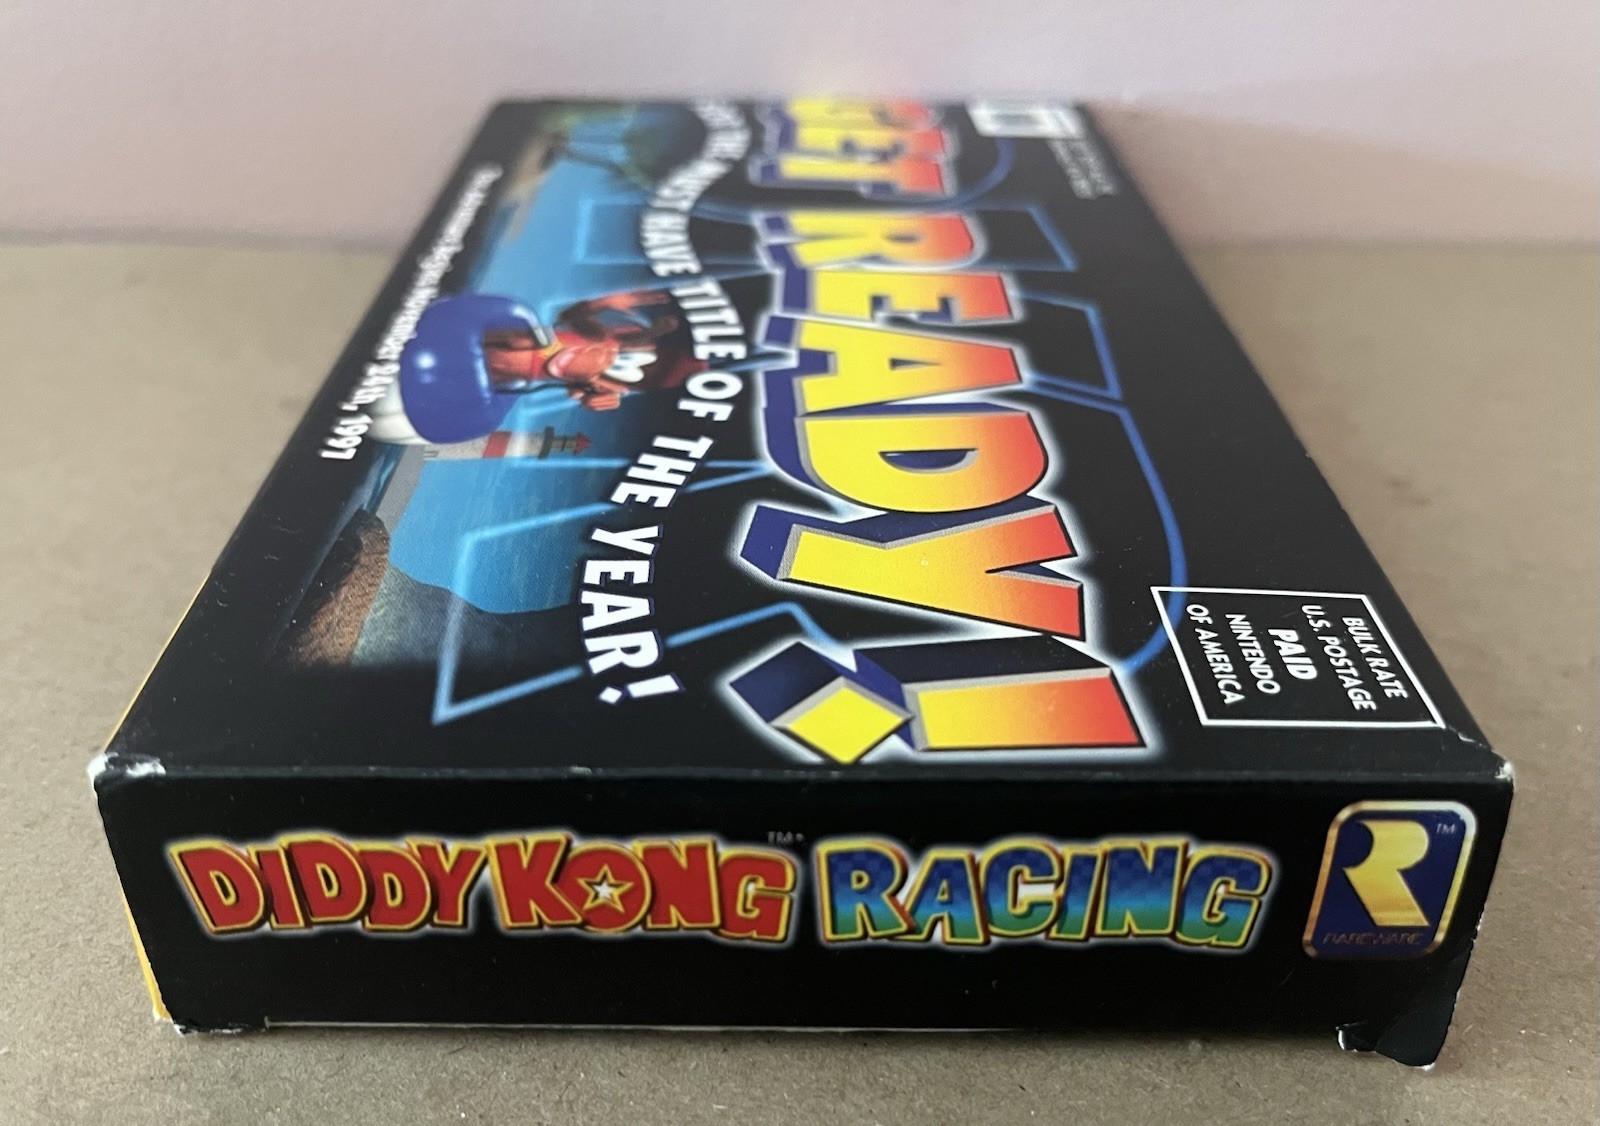 GET READY!
THE MUST HAVE TITLE OF THE YEAR!
November 24th, 1997
BULK RATE
U.S. POSTAGE
PAID
NINTENDO
OF AMERICA
M
DIDDY KONG RACING
TM
R
RAREWARE